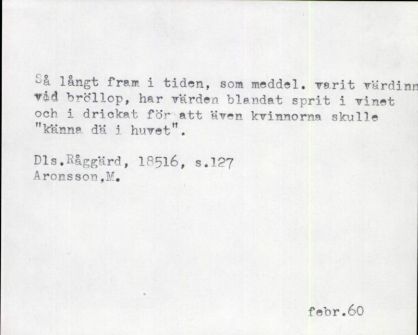 Så långt fram i tiden, som meddel. varit värdinn
vid bröllop, har värden blandat sprit i vinet
och i drickat för att även kvinnorna skulle
"känna dä i huvet".
Dls.Råggärd, 18516, s.127
Aronsson,M.
febr.60